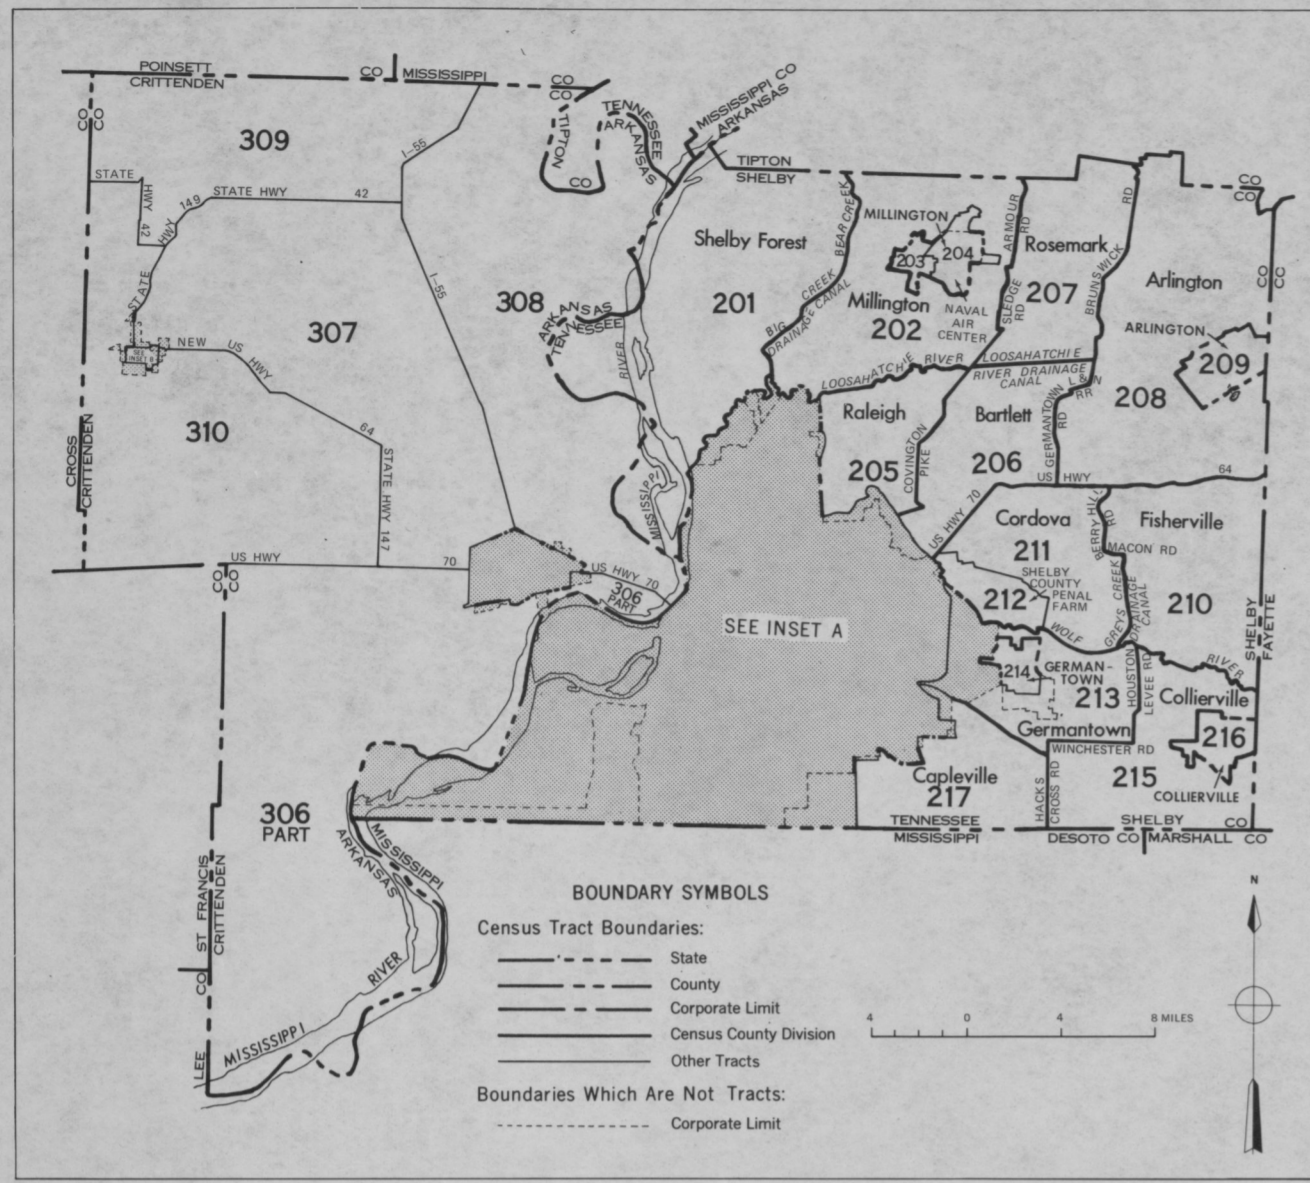 POINSETT
CRITTENDEN
CO
MISSISSIPPI
CO
CO
CO
CO
309
STATE
HWY
42
HWY
149
STATE HWY
42
I-55
STATE
SEE
INSET B
NEW
US
HWY
64
307
I-55
310
STATE HWY 147
CROSS
CRITTENDEN
US HWY
70
CO
CO
TIPTON
CO
TENNESSEE
ARKANSAS
MISSISSIPPI CO
ARKANSAS
308
ARKANSAS
TENNESSEE
RIVER
MISSISSIPPI
US HWY 70
306
PART
TIPTON
SHELBY
Shelby Forest
201
BIG
CREEK
DRAINAGE CANAL
BEAR CREEK
MILLINGTON
203
204
Millington
202
NAVAL
AIR
CENTER
ARMOUR
RD
SLEDGE
RD
Rosemark
207
BRUNSWICK
RD
CO
CO
CO
CC
Arlington
ARLINGTON
209
208
LOOSAHATCHIE
RIVER
LOOSAHATCHIE
RIVER DRAINAGE
CANAL
L & N
RR
Raleigh
205
COVINGTON
PIKE
Bartlett
206
GERMANTOWN
RD
US
HWY
64
US HWY
70
Cordova
211
BERRY HILL
RD
Fisherville
MACON RD
SHELBY
COUNTY
PENAL
FARM
212
GREYS CREEK
DRAINAGE
CANAL
210
SHELBY
FAYETTE
WOLF
RIVER
SEE INSET A
214
GERMAN-
TOWN
213
Germantown
HOUSTON
LEVEE RD
Collierville
216
WINCHESTER RD
215
COLLIERVILLE
Capleville
217
HACKS
CROSS RD
TENNESSEE
MISSISSIPPI
SHELBY
CO
DESOTO
CO
MARSHALL
CO
306
PART
MISSISSIPPI
ARKANSAS
ST FRANCIS
CRITTENDEN
CO
LEE
MISSISSIPPI
RIVER
BOUNDARY SYMBOLS
Census Tract Boundaries:
State
County
Corporate Limit
Census County Division
Other Tracts
Boundaries Which Are Not Tracts:
Corporate Limit
N
4
0
4
8 MILES